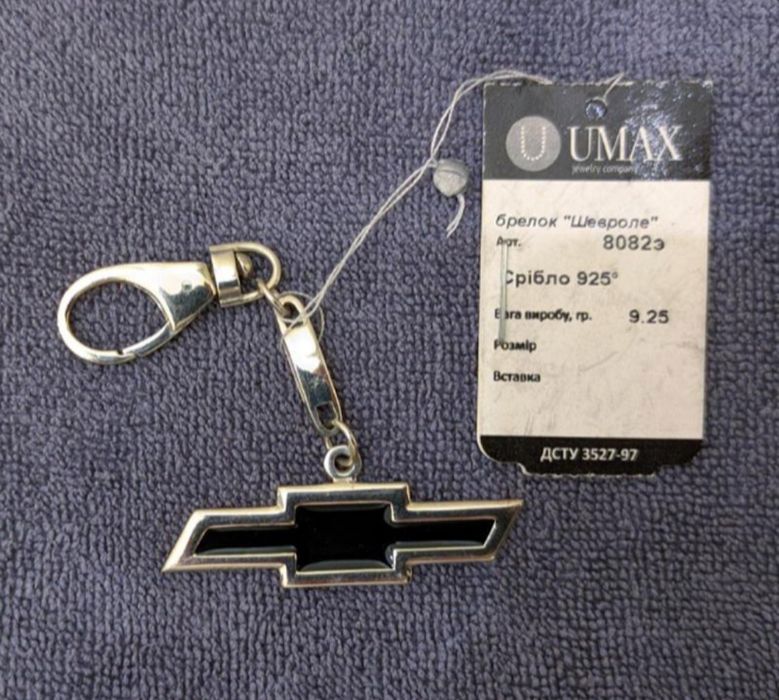 U UMAX
jewelry company
брелок "Шевроле"
Арт. 8082э
Срібло 925°
Вага виробу, гр. 9.25
Розмір
Вставка
ДСТУ 3527-97